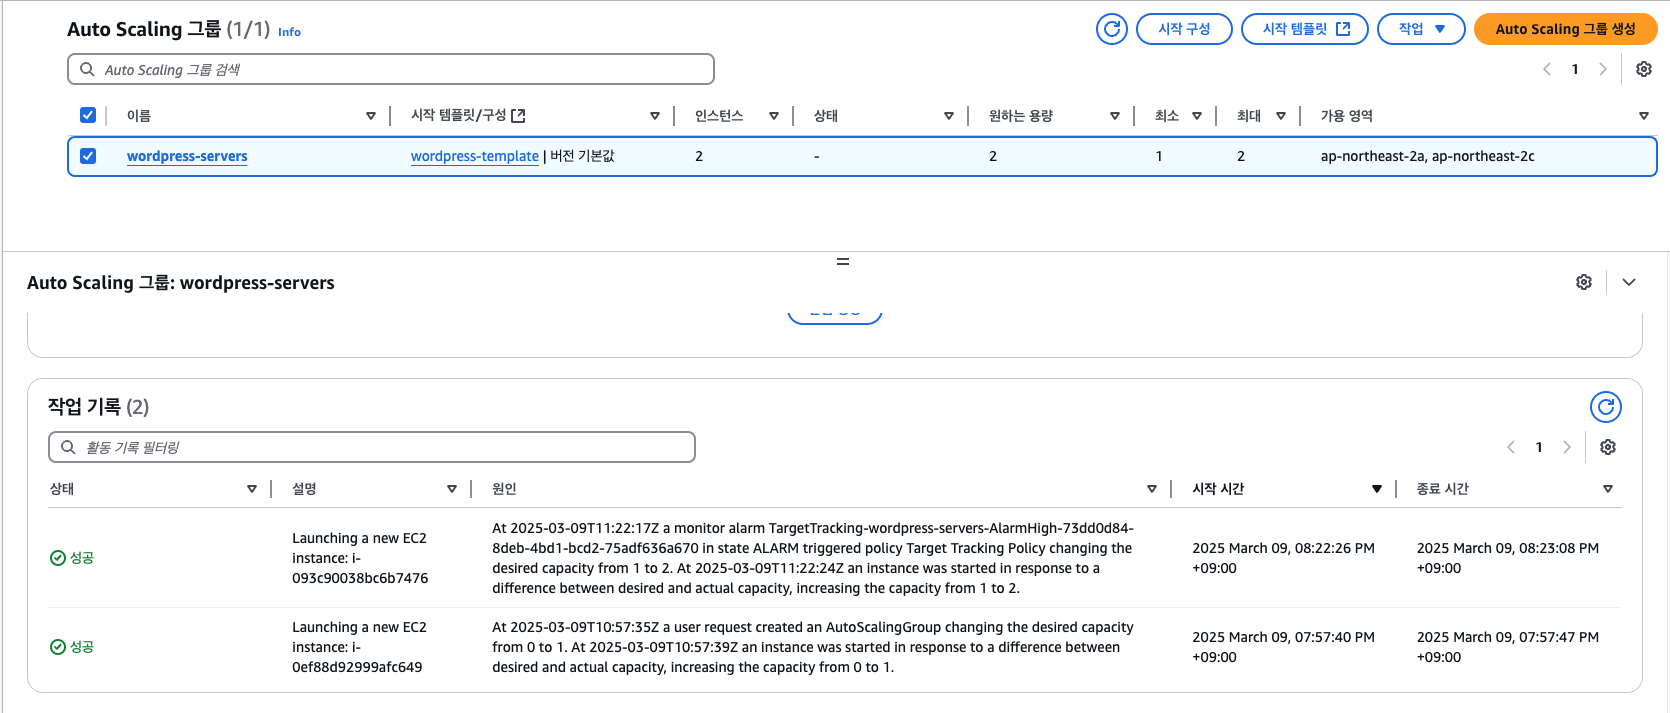 Auto Scaling 그룹 (1/1) Info
시작 구성
시작 템플릿
작업
Auto Scaling 그룹 생성
Auto Scaling 그룹 검색
1
이름
시작 템플릿/구성
인스턴스
상태
원하는 용량
최소
최대
가용 영역
wordpress-servers
wordpress-template | 버전 기본값
2
-
2
1
2
ap-northeast-2a, ap-northeast-2c
Auto Scaling 그룹: wordpress-servers
작업 기록 (2)
활동 기록 필터링
1
상태
설명
원인
시작 시간
종료 시간
성공
Launching a new EC2
instance: i-
093c90038bc6b7476
At 2025-03-09T11:22:17Z a monitor alarm TargetTracking-wordpress-servers-AlarmHigh-73dd0d84-
8deb-4bd1-bcd2-75adf636a670 in state ALARM triggered policy Target Tracking Policy changing the
desired capacity from 1 to 2. At 2025-03-09T11:22:24Z an instance was started in response to a
difference between desired and actual capacity, increasing the capacity from 1 to 2.
2025 March 09, 08:22:26 PM
+09:00
2025 March 09, 08:23:08 PM
+09:00
성공
Launching a new EC2
instance: i-
0ef88d92999afc649
At 2025-03-09T10:57:35Z a user request created an AutoScalingGroup changing the desired capacity
from 0 to 1. At 2025-03-09T10:57:39Z an instance was started in response to a difference between
desired and actual capacity, increasing the capacity from 0 to 1.
2025 March 09, 07:57:40 PM
+09:00
2025 March 09, 07:57:47 PM
+09:00